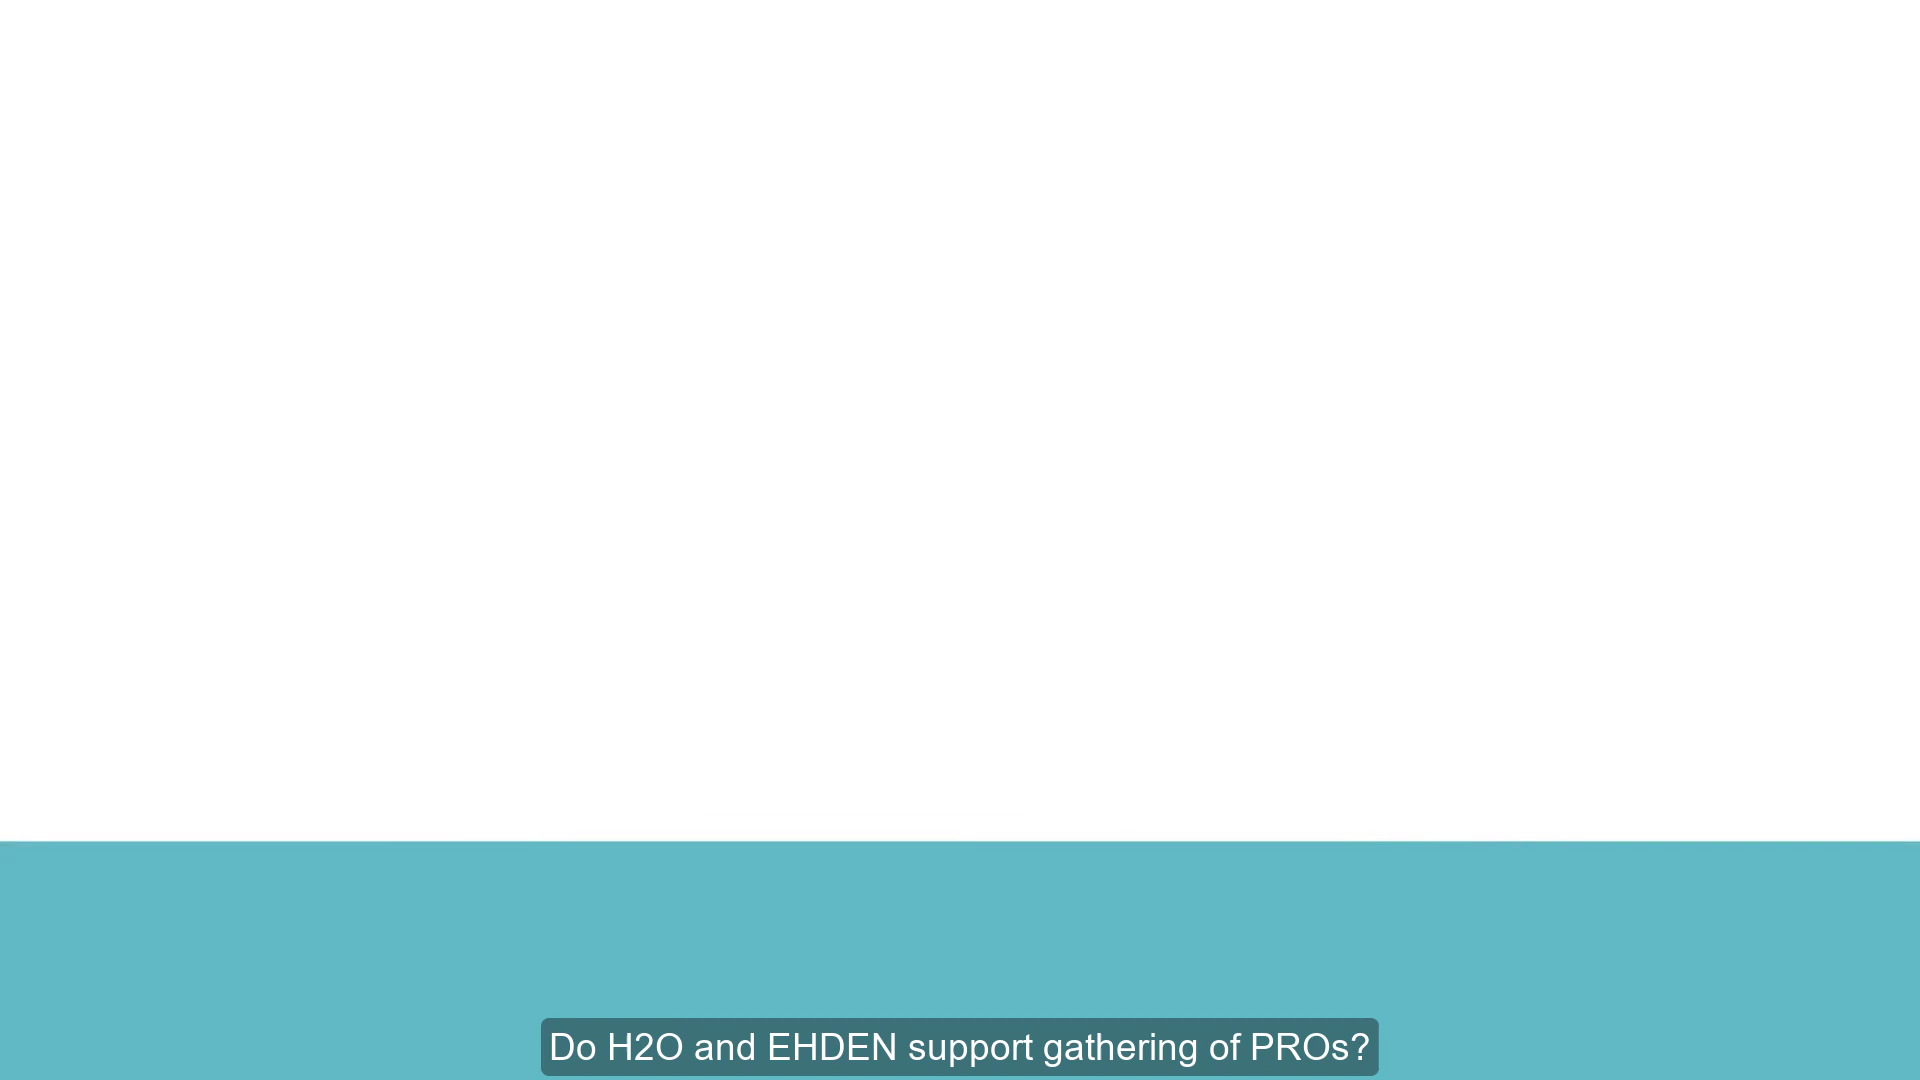 Do H2O and EHDEN support gathering of PROs?